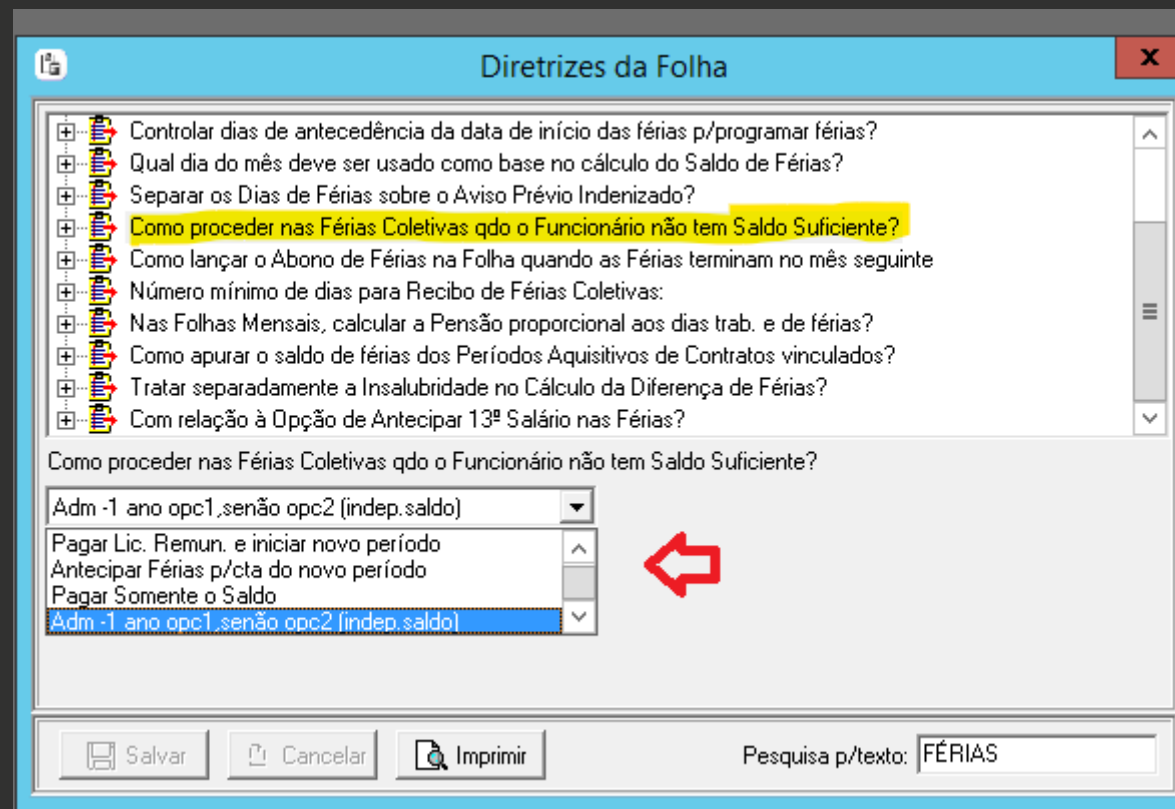 Diretrizes da Folha
x
Controlar dias de antecedência da data de início das férias p/programar férias?
Qual dia do mês deve ser usado como base no cálculo do Saldo de Férias?
Separar os Dias de Férias sobre o Aviso Prévio Indenizado?
Como proceder nas Férias Coletivas qdo o Funcionário não tem Saldo Suficiente?
Como lançar o Abono de Férias na Folha quando as Férias terminam no mês seguinte
Número mínimo de dias para Recibo de Férias Coletivas:
Nas Folhas Mensais, calcular a Pensão proporcional aos dias trab. e de férias?
Como apurar o saldo de férias dos Períodos Aquisitivos de Contratos vinculados?
Tratar separadamente a Insalubridade no Cálculo da Diferença de Férias?
Com relação à Opção de Antecipar 13º Salário nas Férias?
Como proceder nas Férias Coletivas qdo o Funcionário não tem Saldo Suficiente?
Adm -1 ano opc1,senão opc2 (indep.saldo)
Pagar Lic. Remun. e iniciar novo período
Antecipar Férias p/cta do novo período
Pagar Somente o Saldo
Adm -1 ano opc1,senão opc2 (indep.saldo)
Salvar Cancelar Imprimir Pesquisa p/texto: FÉRIAS